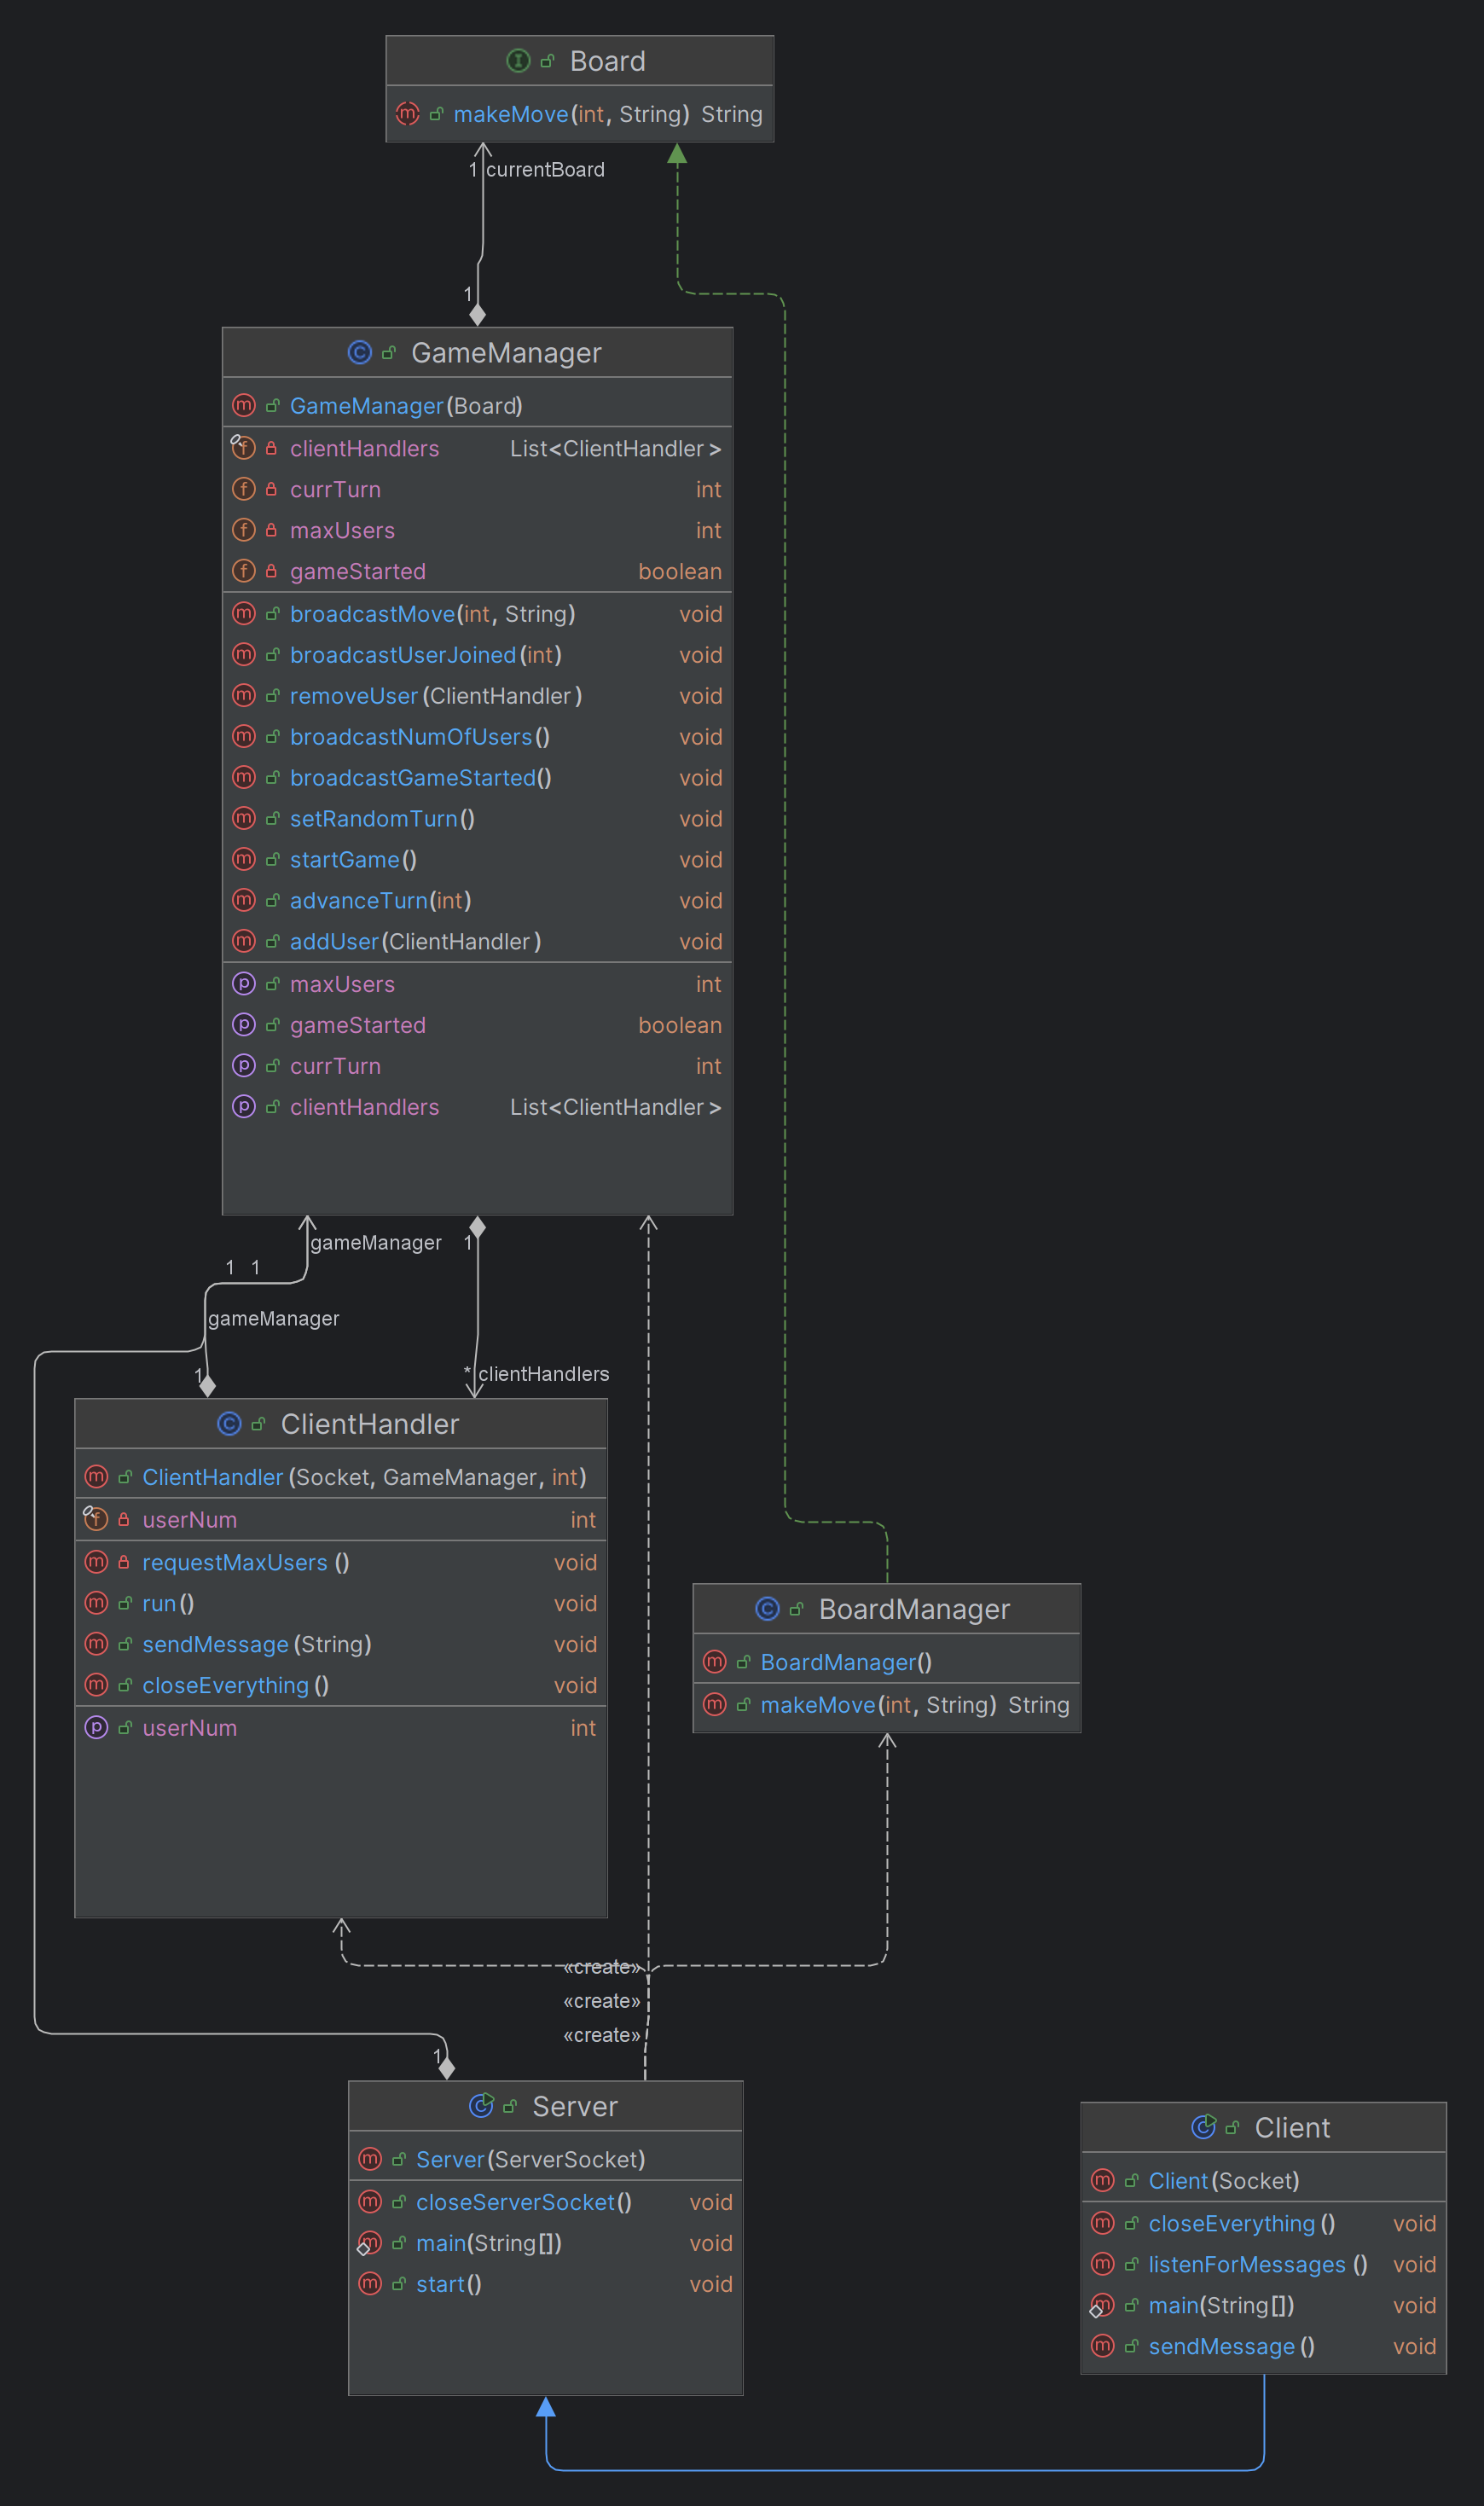 Board
makeMove(int, String) String
1 currentBoard
1
GameManager
GameManager(Board)
clientHandlers List<ClientHandler>
currTurn int
maxUsers int
gameStarted boolean
broadcastMove(int, String) void
broadcastUserJoined(int) void
removeUser(ClientHandler) void
broadcastNumOfUsers() void
broadcastGameStarted() void
setRandomTurn() void
startGame() void
advanceTurn(int) void
addUser(ClientHandler) void
maxUsers int
gameStarted boolean
currTurn int
clientHandlers List<ClientHandler>
gameManager 1
1 1
gameManager
1 * clientHandlers
ClientHandler
ClientHandler(Socket, GameManager, int)
userNum int
requestMaxUsers() void
run() void
sendMessage(String) void
closeEverything() void
userNum int
BoardManager
BoardManager()
makeMove(int, String) String
«create»
«create»
«create»
1
Server
Server(ServerSocket)
closeServerSocket() void
main(String[]) void
start() void
Client
Client(Socket)
closeEverything() void
listenForMessages() void
main(String[]) void
sendMessage() void